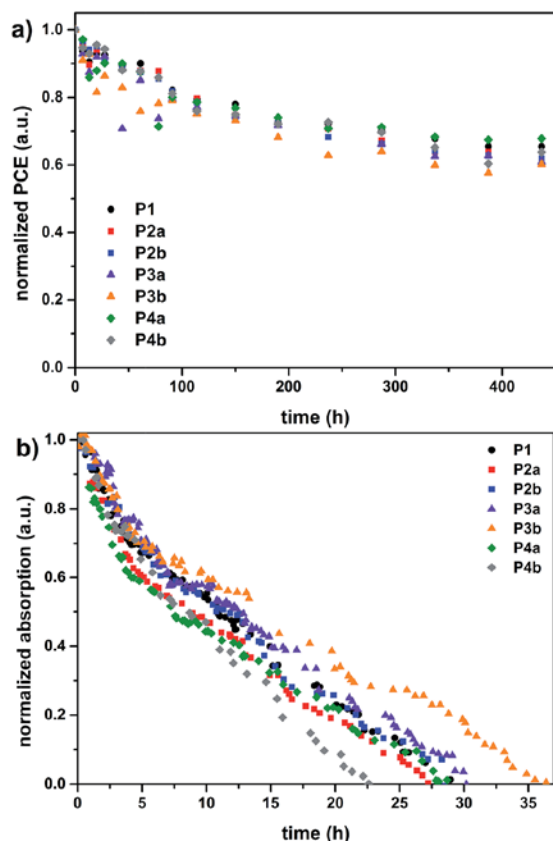 a)
normalized PCE (a.u.)
1.0
0.8
0.6
0.4
0.2
0.0
P1
P2a
P2b
P3a
P3b
P4a
P4b
0 100 200 300 400
time (h)
b)
normalized absorption (a.u.)
1.0
0.8
0.6
0.4
0.2
0.0
P1
P2a
P2b
P3a
P3b
P4a
P4b
0 5 10 15 20 25 30 35
time (h)